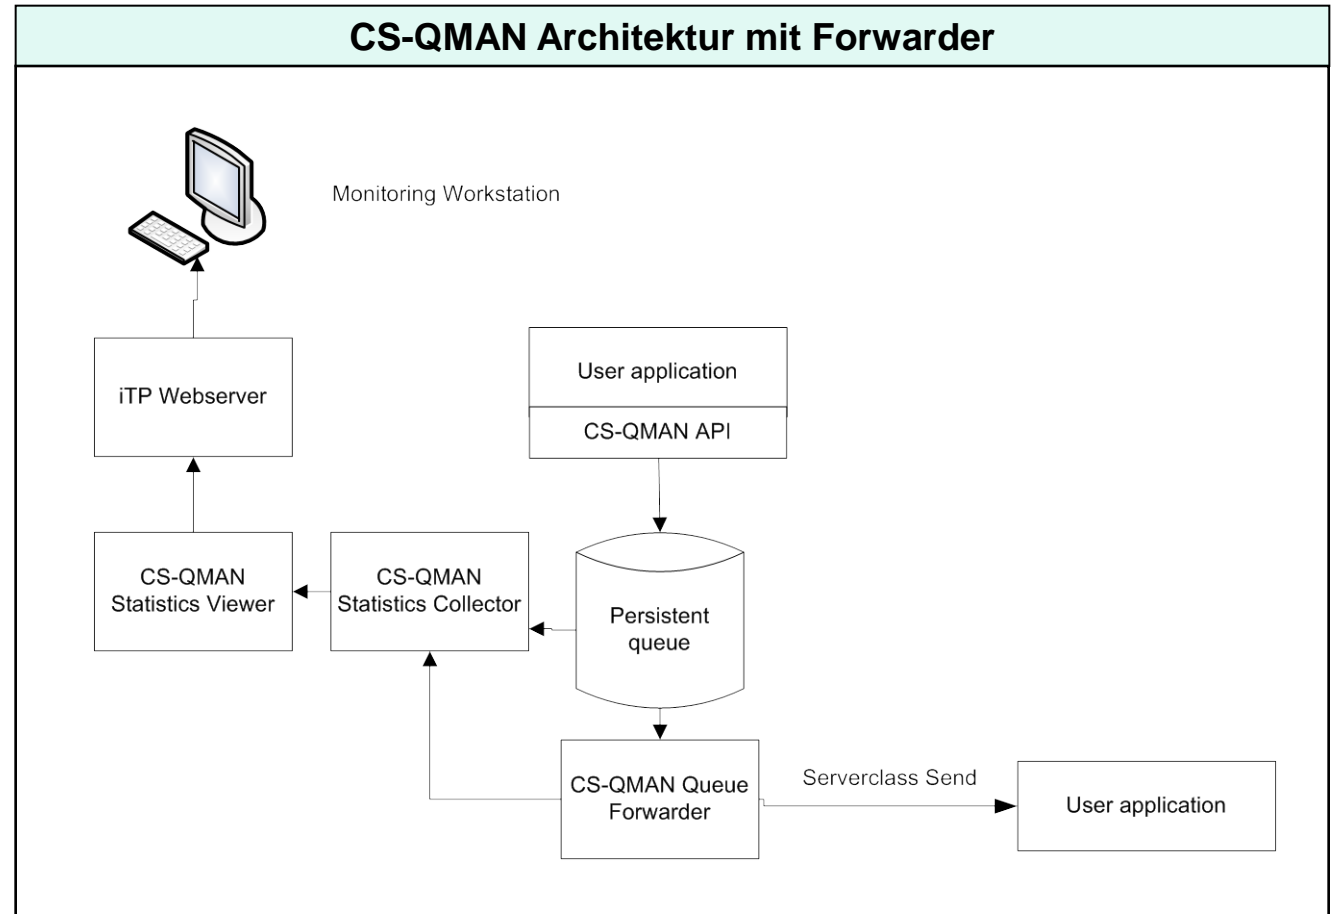 CS-QMAN Architektur mit Forwarder
Monitoring Workstation
iTP Webserver
User application
CS-QMAN API
CS-QMAN
Statistics Viewer
CS-QMAN
Statistics Collector
Persistent
queue
CS-QMAN Queue
Forwarder
Serverclass Send
User application